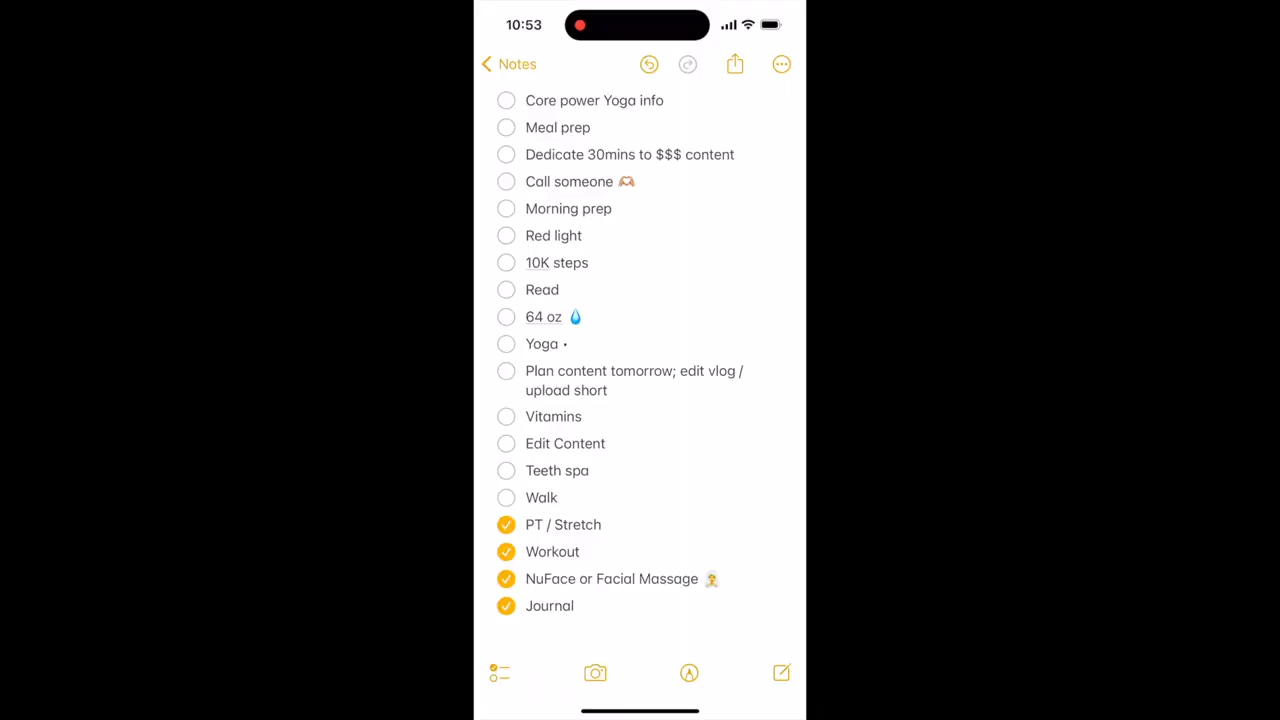 10:53
Notes
Core power Yoga info
Meal prep
Dedicate 30mins to $$$ content
Call someone 🫶🏼
Morning prep
Red light
10K steps
Read
64 oz 💧
Yoga •
Plan content tomorrow; edit vlog /
upload short
Vitamins
Edit Content
Teeth spa
Walk
PT / Stretch
Workout
NuFace or Facial Massage 🧖‍♀️
Journal